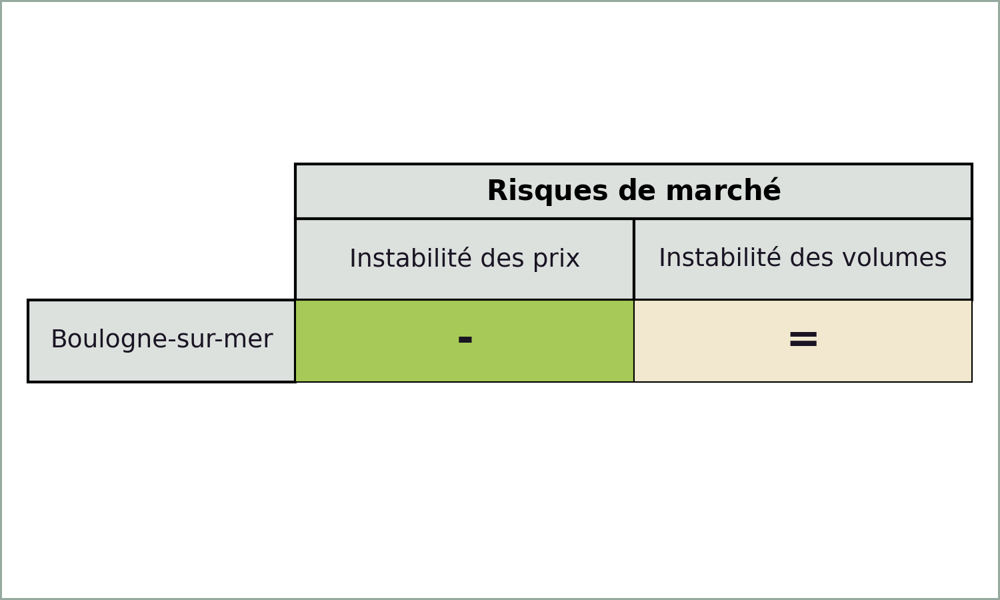 Risques de marché
Instabilité des prix
Instabilité des volumes
Boulogne-sur-mer
-
=